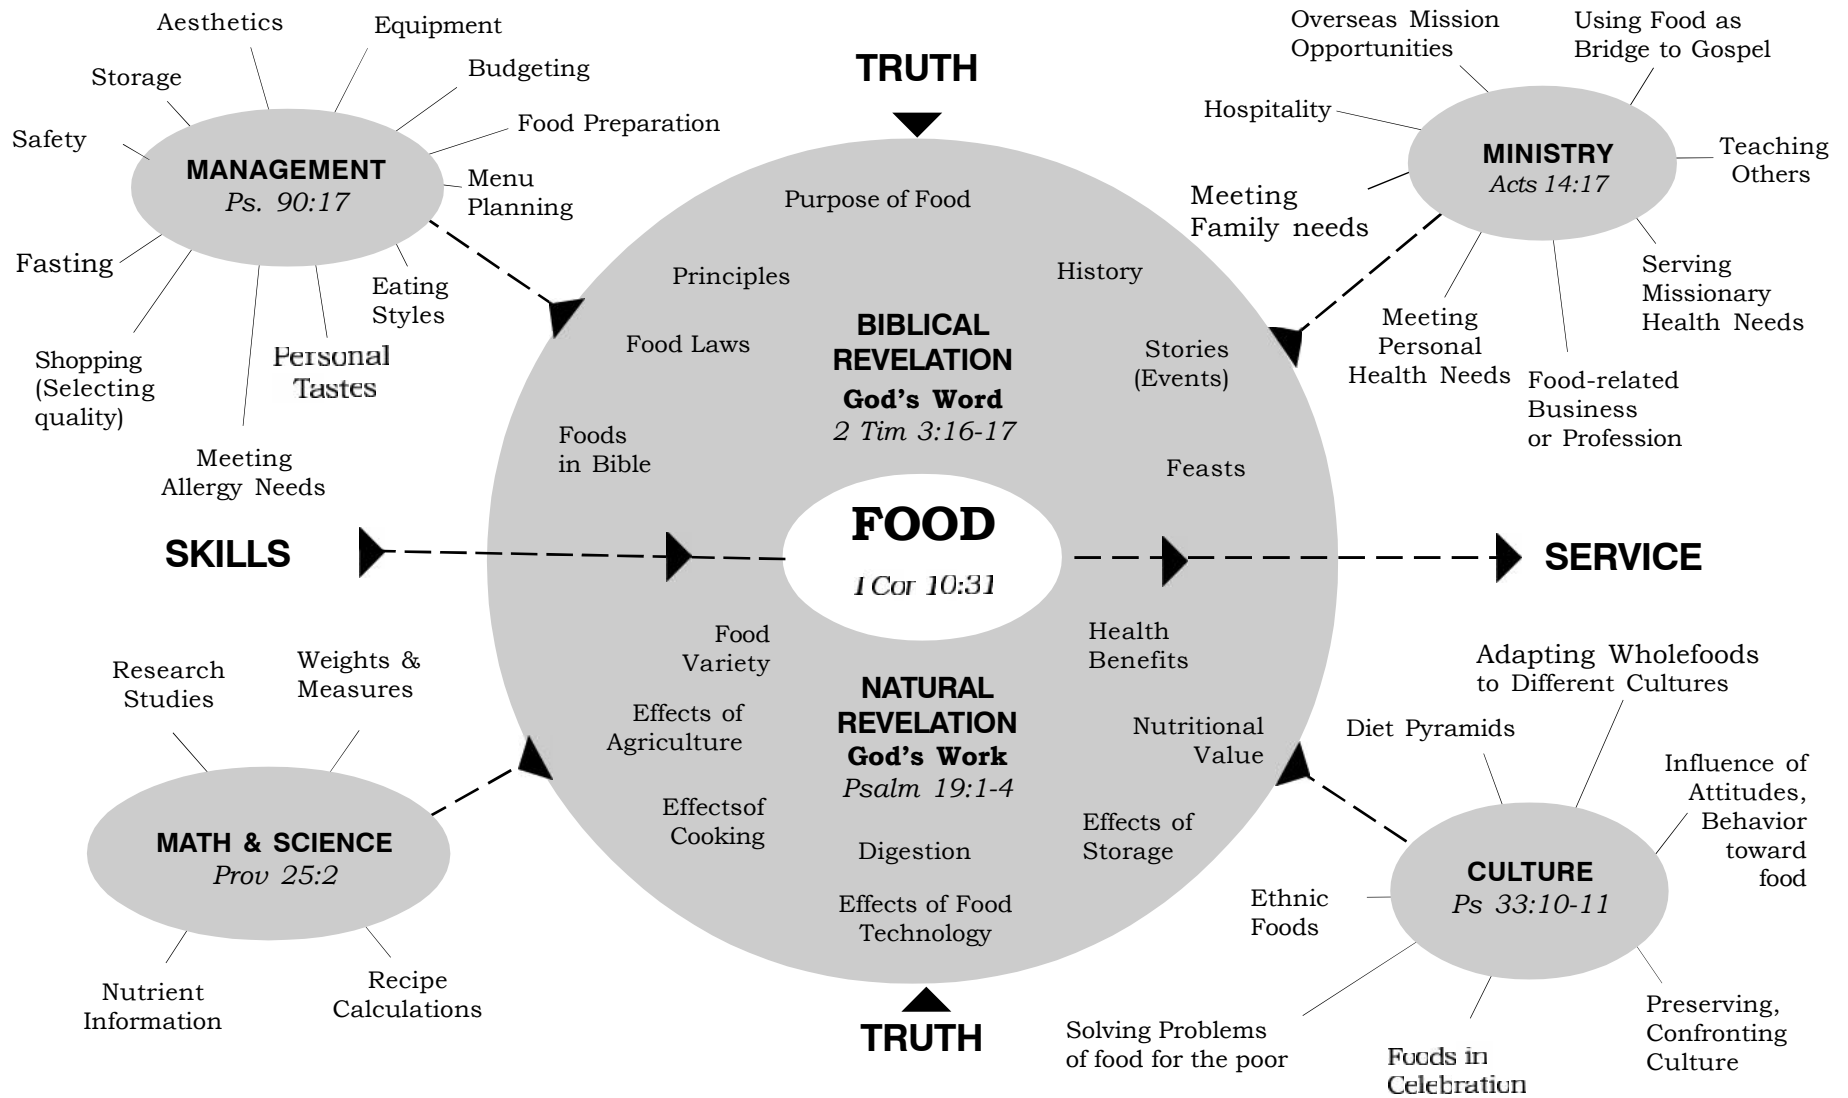 Aesthetics
Equipment
Storage
Budgeting
Safety
Food Preparation
MANAGEMENT
Ps. 90:17
Menu
Planning
Fasting
Eating
Styles
Shopping
(Selecting
quality)
Personal
Tastes
Meeting
Allergy Needs
TRUTH
Overseas Mission
Opportunities
Using Food as
Bridge to Gospel
Hospitality
Teaching
Others
MINISTRY
Acts 14:17
Meeting
Family needs
Serving
Missionary
Health Needs
Meeting
Personal
Health Needs
Food-related
Business
or Profession
Purpose of Food
Principles
History
Food Laws
BIBLICAL
REVELATION
God's Word
2 Tim 3:16-17
Stories
(Events)
Foods
in Bible
Feasts
SKILLS
FOOD
I Cor 10:31
SERVICE
Food
Variety
Health
Benefits
NATURAL
REVELATION
God's Work
Psalm 19:1-4
Effects of
Agriculture
Nutritional
Value
Effectsof
Cooking
Digestion
Effects of
Storage
Effects of Food
Technology
TRUTH
Research
Studies
Weights &
Measures
MATH & SCIENCE
Prov 25:2
Nutrient
Information
Recipe
Calculations
Adapting Wholefoods
to Different Cultures
Diet Pyramids
Influence of
Attitudes,
Behavior
toward
food
CULTURE
Ps 33:10-11
Ethnic
Foods
Solving Problems
of food for the poor
Foods in
Celebration
Preserving,
Confronting
Culture